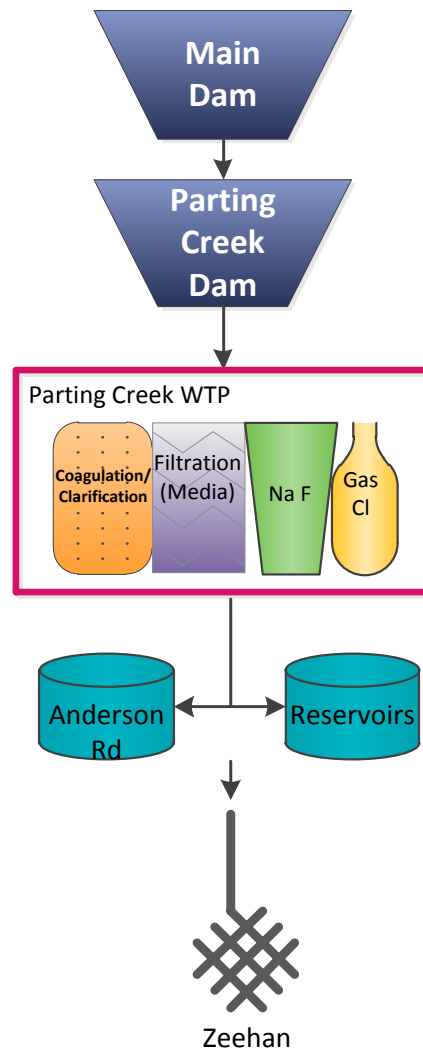 Main
Dam
Parting
Creek
Dam
Parting Creek WTP
Coagulation/
Clarification
Filtration
(Media)
Na F
Gas
Cl
Anderson
Rd
Reservoirs
Zeehan